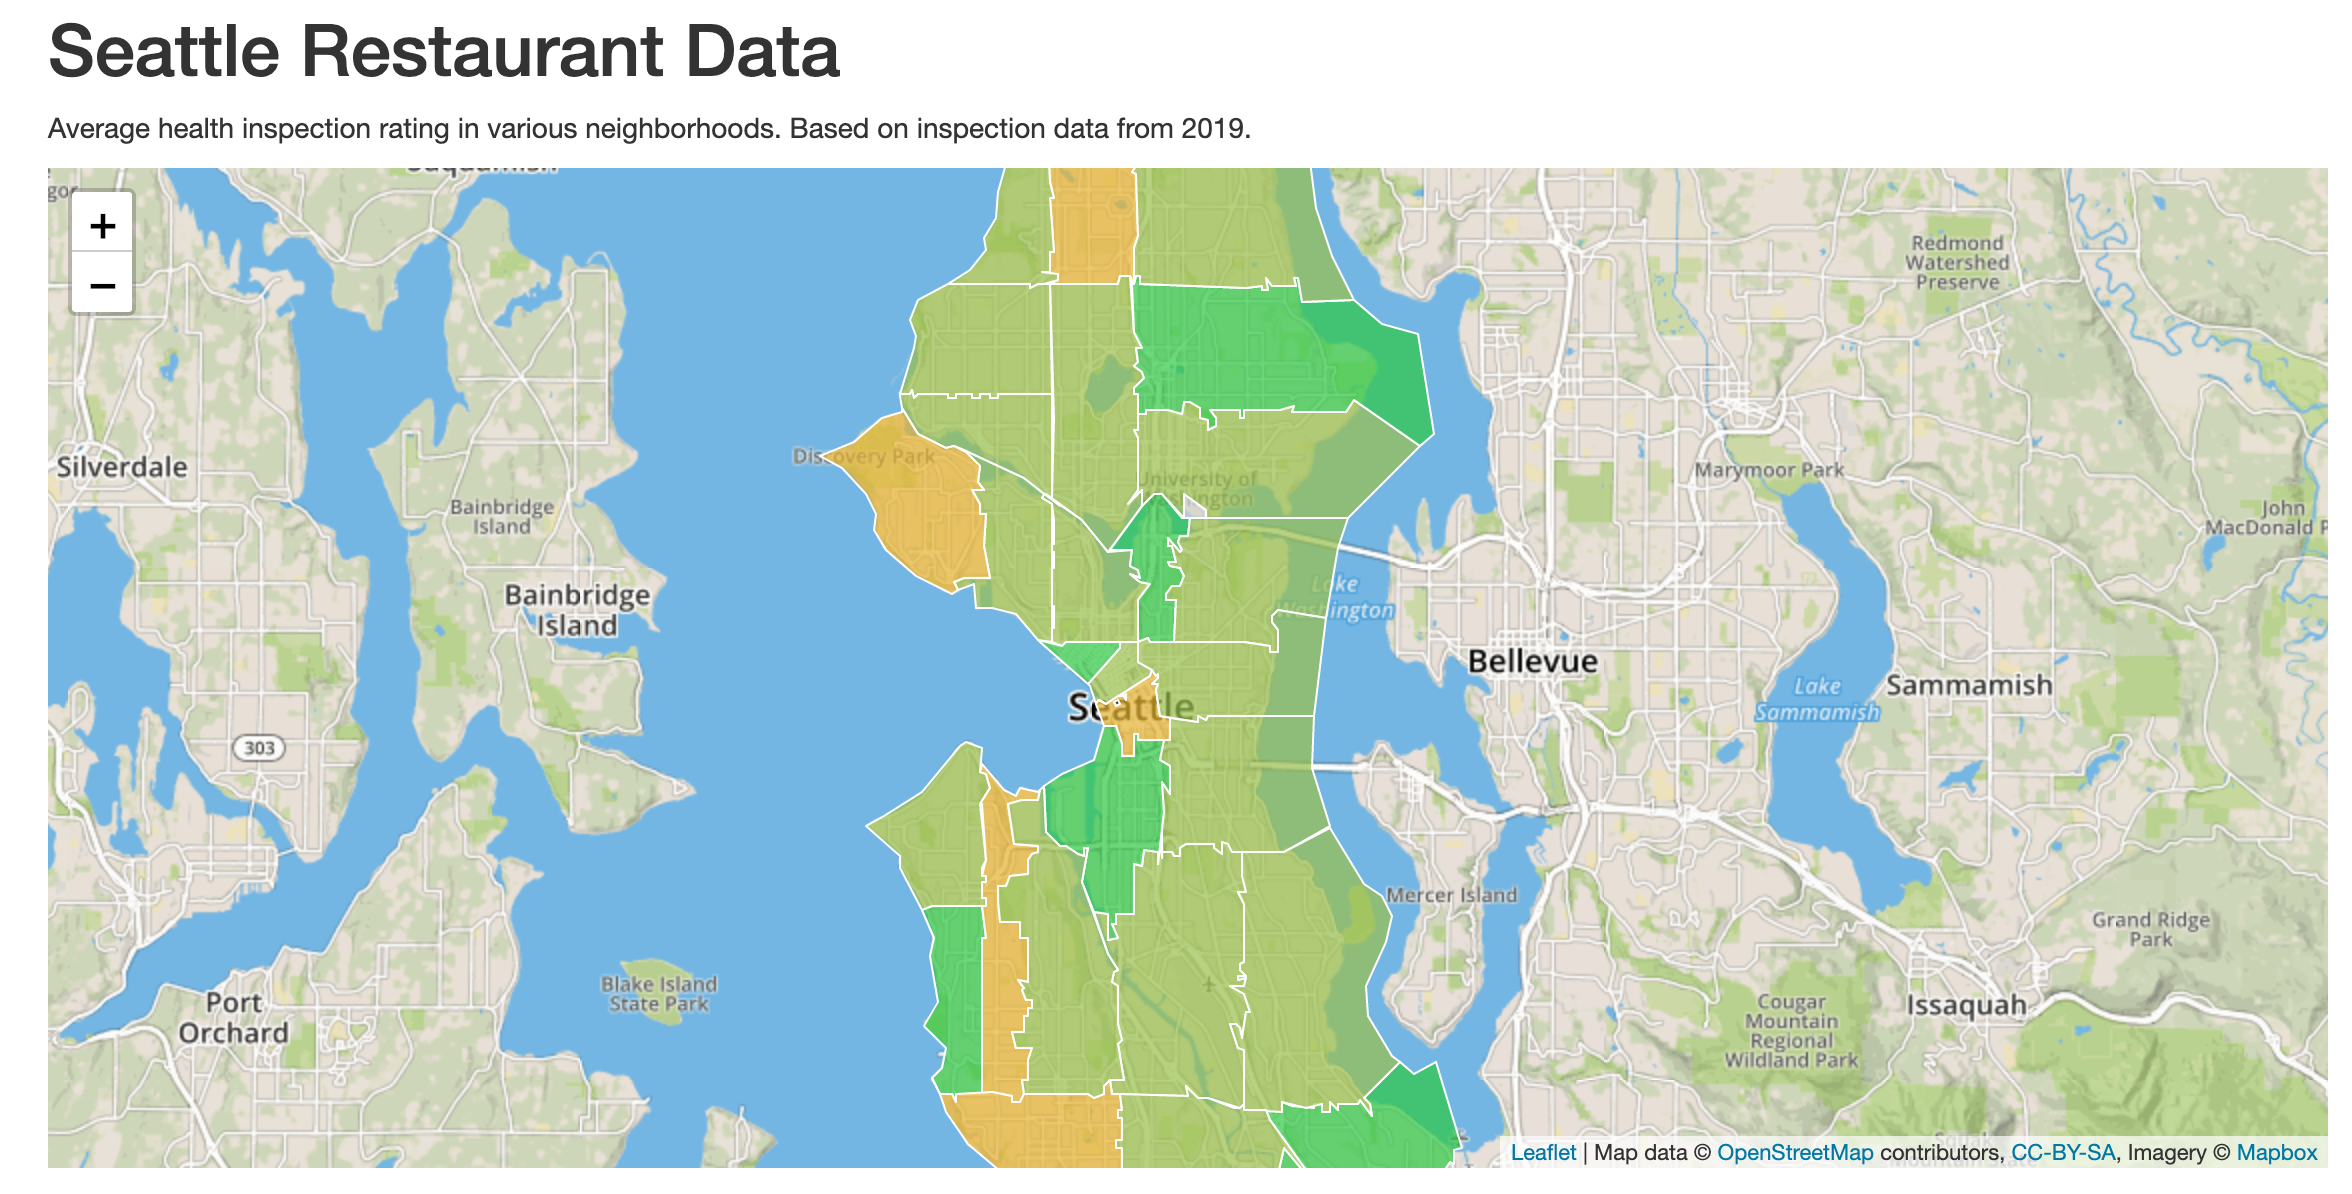 Seattle Restaurant Data
Average health inspection rating in various neighborhoods. Based on inspection data from 2019.
+
−
Redmond
Watershed
Preserve
Discovery Park
Silverdale
Marymoor Park
University of
Bainbridge
Island
John
MacDonald P
Bainbridge
Island
Lake
Washington
Bellevue
Lake
Sammamish
Sammamish
Seattle
303
Mercer Island
Grand Ridge
Park
Blake Island
State Park
Port
Orchard
Cougar
Mountain
Regional
Wildland Park
Issaquah
Leaflet | Map data © OpenStreetMap contributors, CC-BY-SA, Imagery © Mapbox